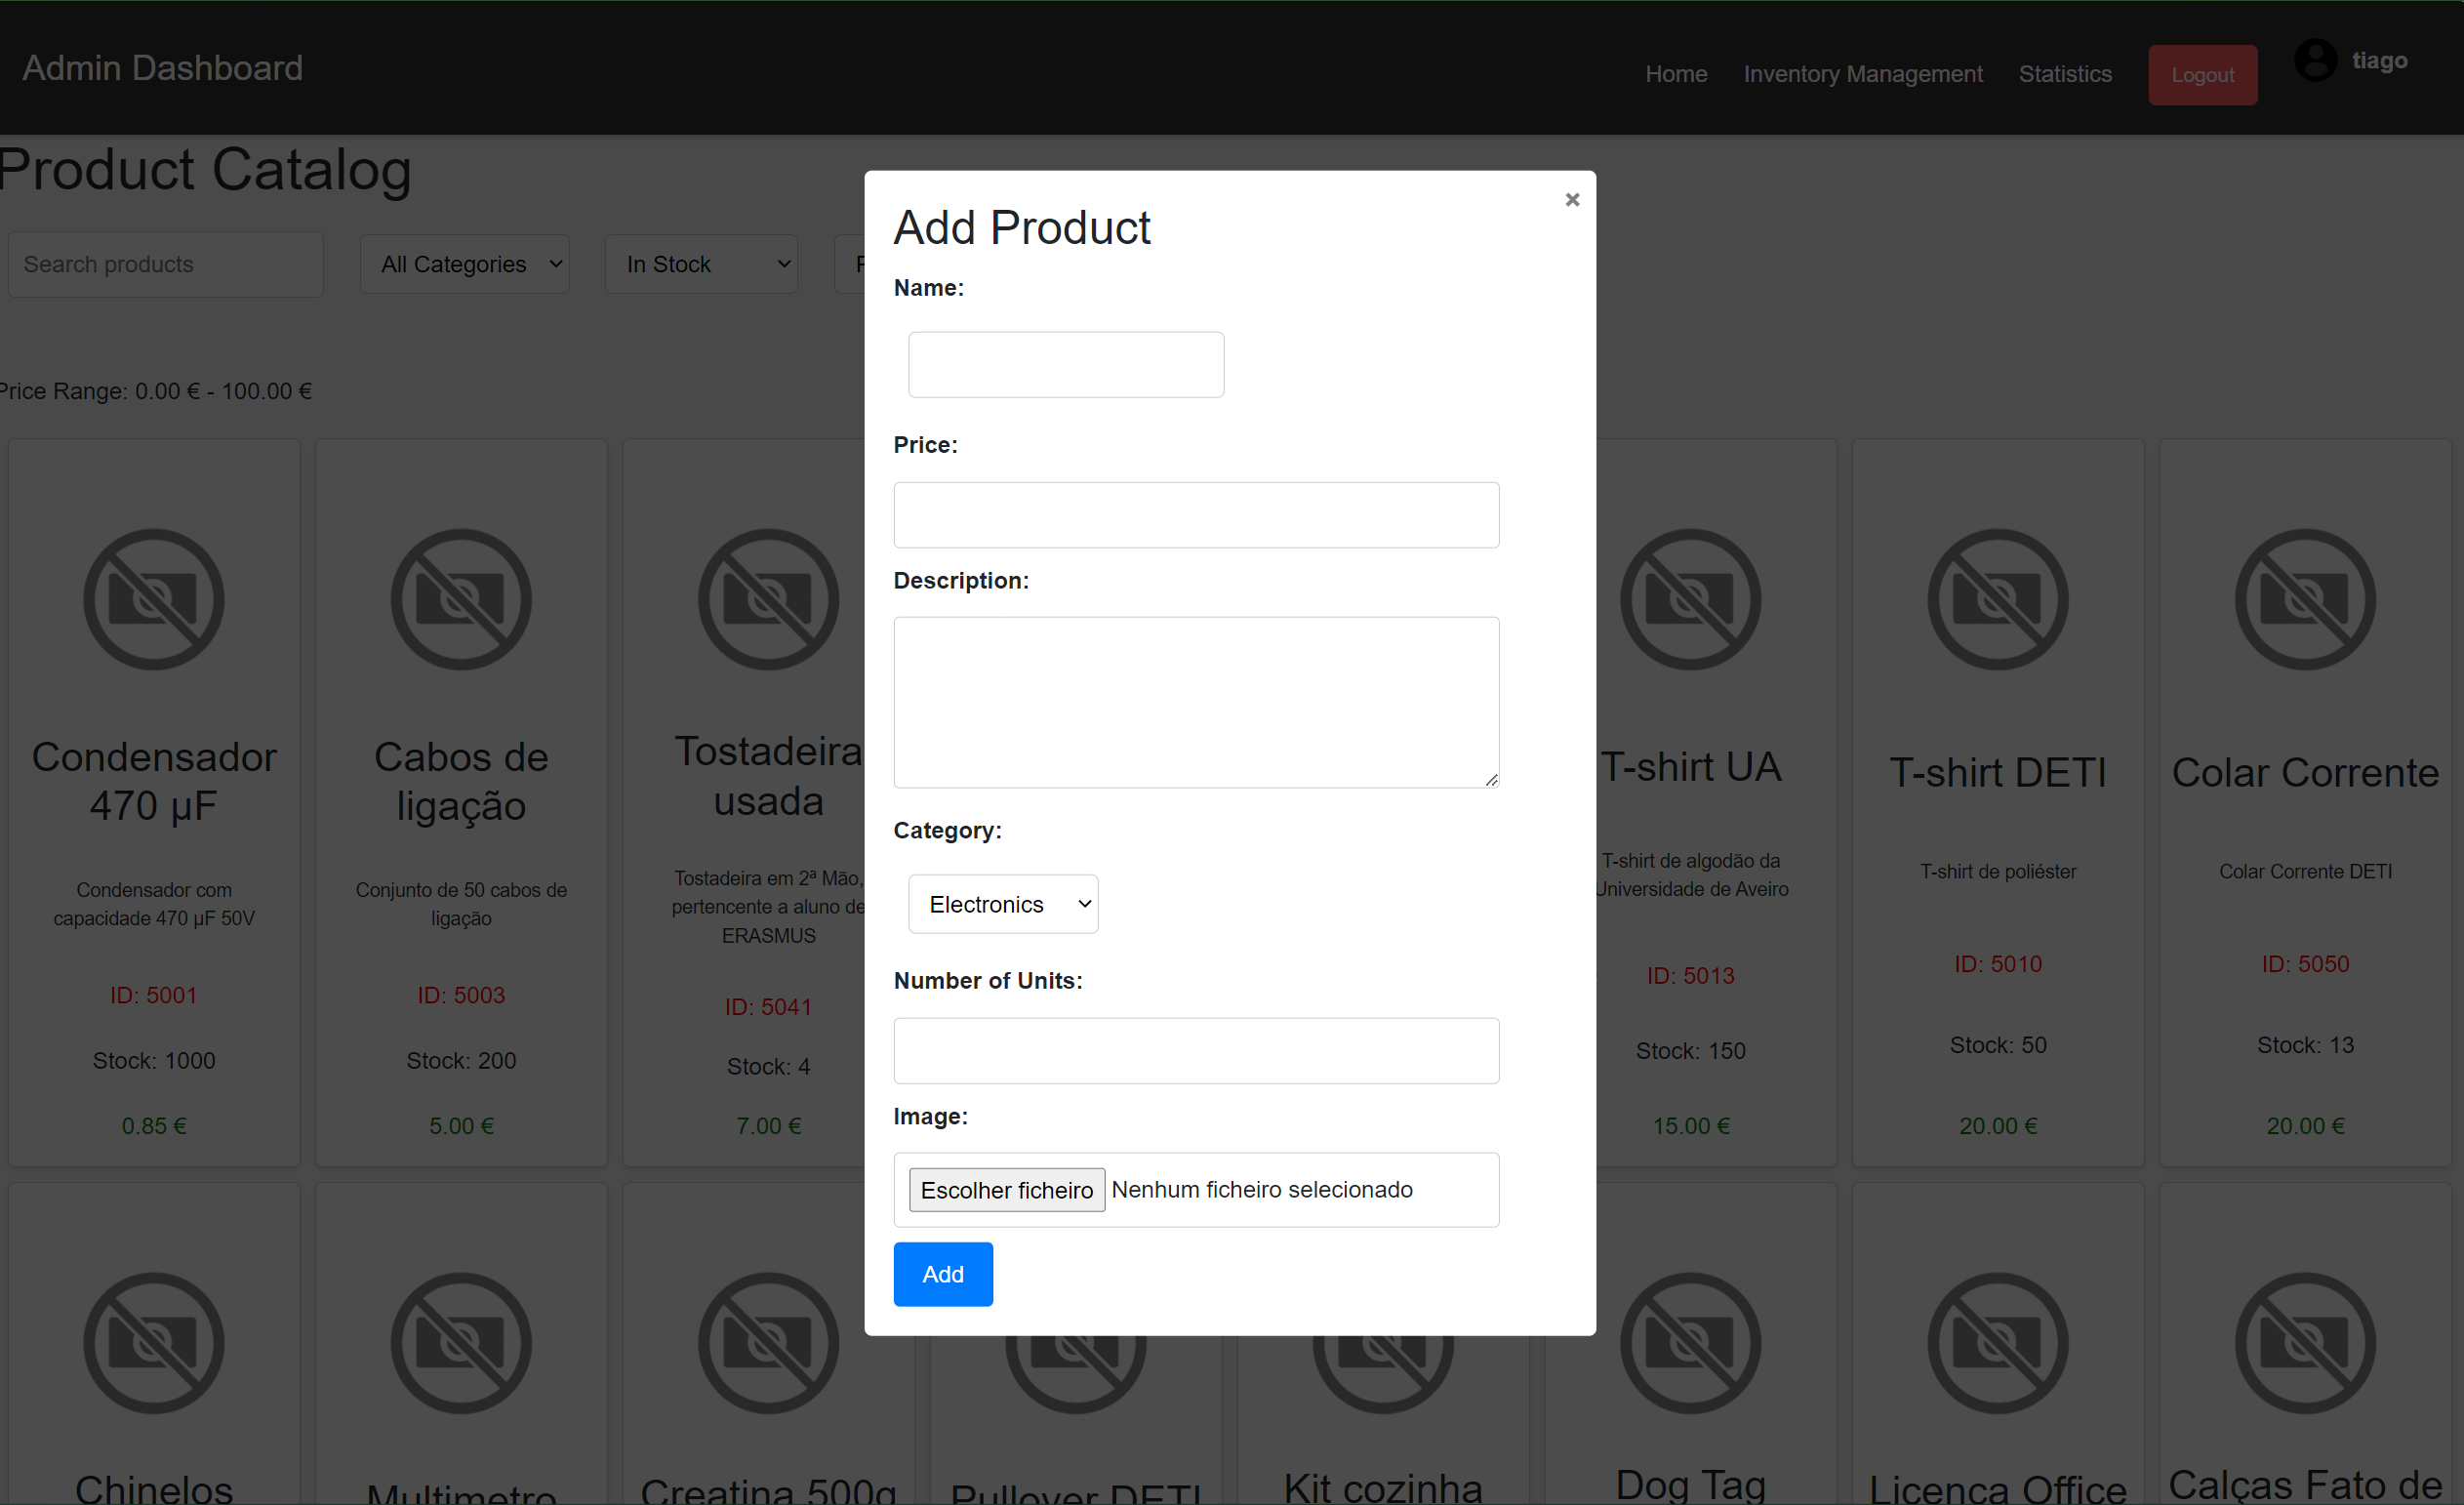 Admin Dashboard
Home
Inventory Management
Statistics
Logout
tiago
Product Catalog
Search products
All Categories
In Stock
Price Range: 0.00 € - 100.00 €
Add Product
×
Name:
Price:
Description:
Category:
Electronics
Number of Units:
Image:
Escolher ficheiro Nenhum ficheiro selecionado
Add
Condensador
470 µF
Condensador com
capacidade 470 µF 50V
ID: 5001
Stock: 1000
0.85 €
Cabos de
ligação
Conjunto de 50 cabos de
ligação
ID: 5003
Stock: 200
5.00 €
Tostadeira
usada
Tostadeira em 2ª Mão,
pertencente a aluno de
ERASMUS
ID: 5041
Stock: 4
7.00 €
T-shirt UA
T-shirt de algodão da
Universidade de Aveiro
ID: 5013
Stock: 150
15.00 €
T-shirt DETI
T-shirt de poliéster
ID: 5010
Stock: 50
20.00 €
Colar Corrente
Colar Corrente DETI
ID: 5050
Stock: 13
20.00 €
Chinelos
Multimetro
Creatina 500g
Pullover DETI
Kit cozinha
Dog Tag
Licença Office
Calças Fato de